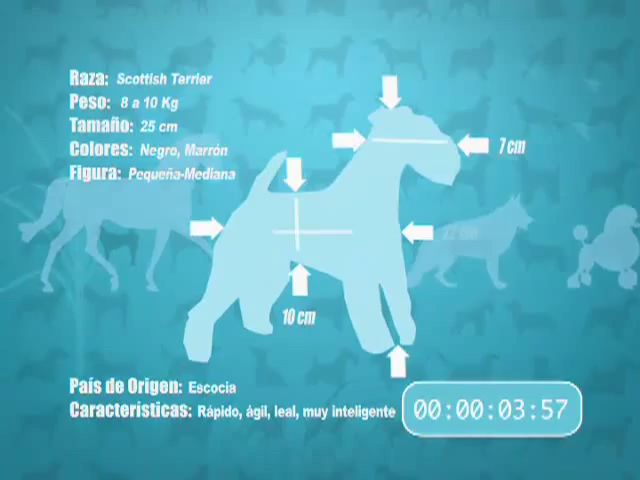 Raza: Scottish Terrier
Peso: 8 a 10 Kg
Tamaño: 25 cm
Colores: Negro, Marrón
Figura: Pequeña-Mediana
7 cm
10 cm
País de Origen: Escocia
Características: Rápido, ágil, leal, muy inteligente
00:00:03:57